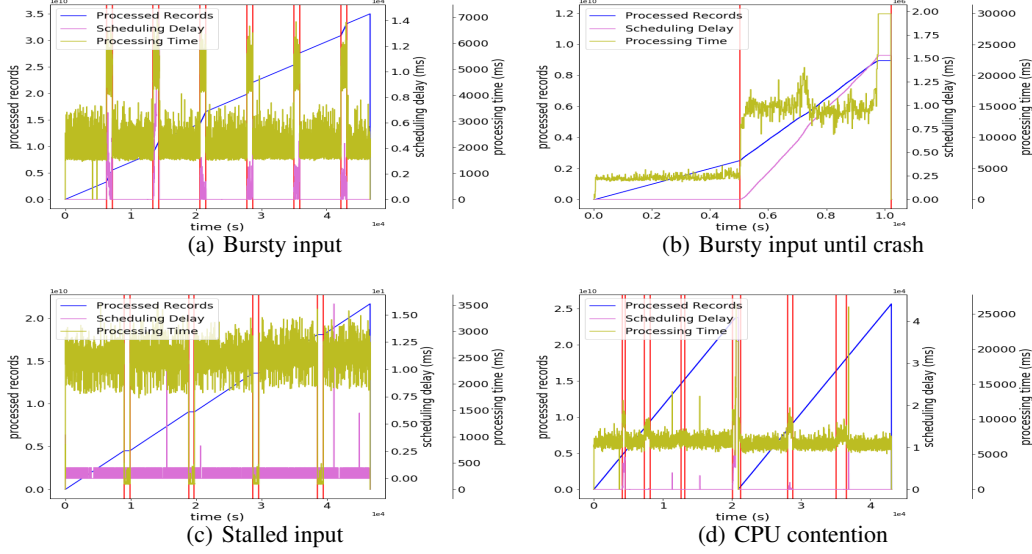 1e10
1e4
3.5
3.0
2.5
2.0
1.5
1.0
0.5
0.0
processed records
Processed Records
Scheduling Delay
Processing Time
1.4
1.2
1.0
0.8
0.6
0.4
0.2
0.0
scheduling delay (ms)
7000
6000
5000
4000
3000
2000
1000
0
processing time (ms)
0 1 2 3 4
1e4
time (s)
(a) Bursty input
1e10
1e6
1.2
1.0
0.8
0.6
0.4
0.2
0.0
processed records
Processed Records
Scheduling Delay
Processing Time
2.00
1.75
1.50
1.25
1.00
0.75
0.50
0.25
0.00
scheduling delay (ms)
30000
25000
20000
15000
10000
5000
0
processing time (ms)
0.0 0.2 0.4 0.6 0.8 1.0
1e4
time (s)
(b) Bursty input until crash
1e10
1e1
2.0
1.5
1.0
0.5
0.0
processed records
Processed Records
Scheduling Delay
Processing Time
1.50
1.25
1.00
0.75
0.50
0.25
0.00
scheduling delay (ms)
3500
3000
2500
2000
1500
1000
500
0
processing time (ms)
0 1 2 3 4
1e4
time (s)
(c) Stalled input
1e10
1e4
2.5
2.0
1.5
1.0
0.5
0.0
processed records
Processed Records
Scheduling Delay
Processing Time
4
3
2
1
0
scheduling delay (ms)
25000
20000
15000
10000
5000
0
processing time (ms)
0 1 2 3 4
1e4
time (s)
(d) CPU contention